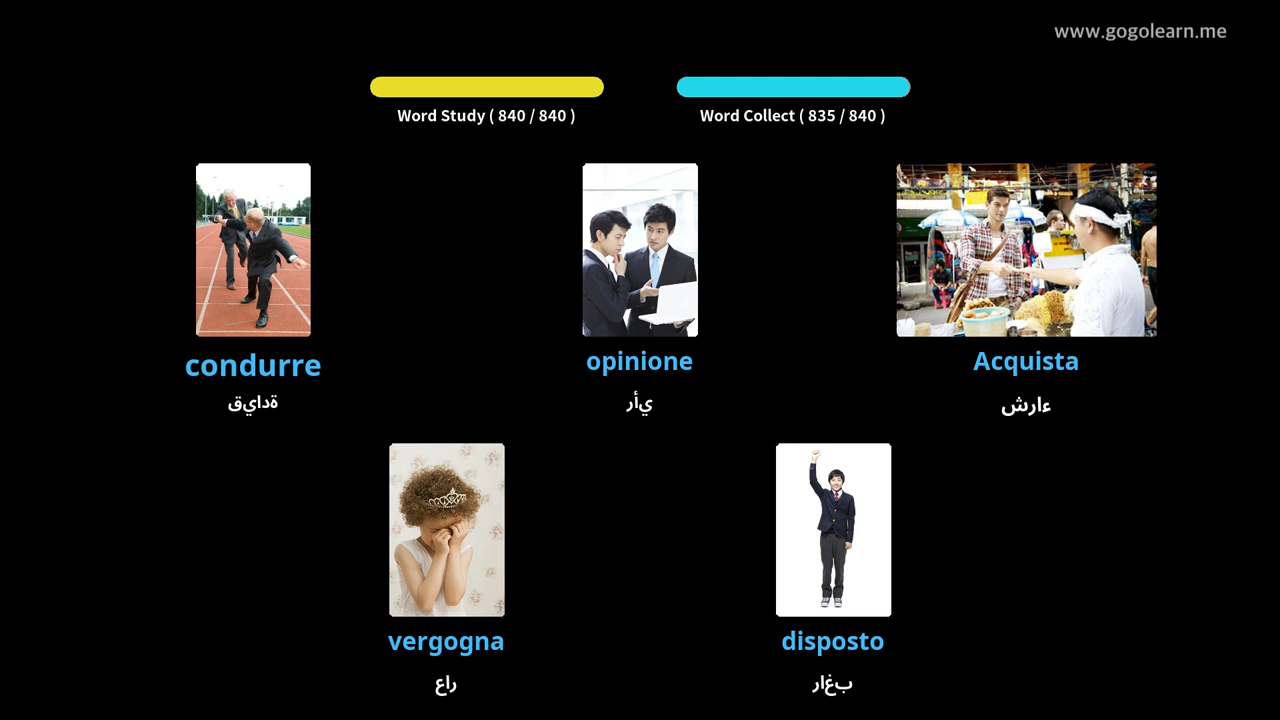 www.gogolearn.me
Word Study ( 840 / 840 )
Word Collect ( 835 / 840 )
condurre
ةدايق
opinione
يأر
Acquista
ءارش
vergogna
راع
disposto
بغار